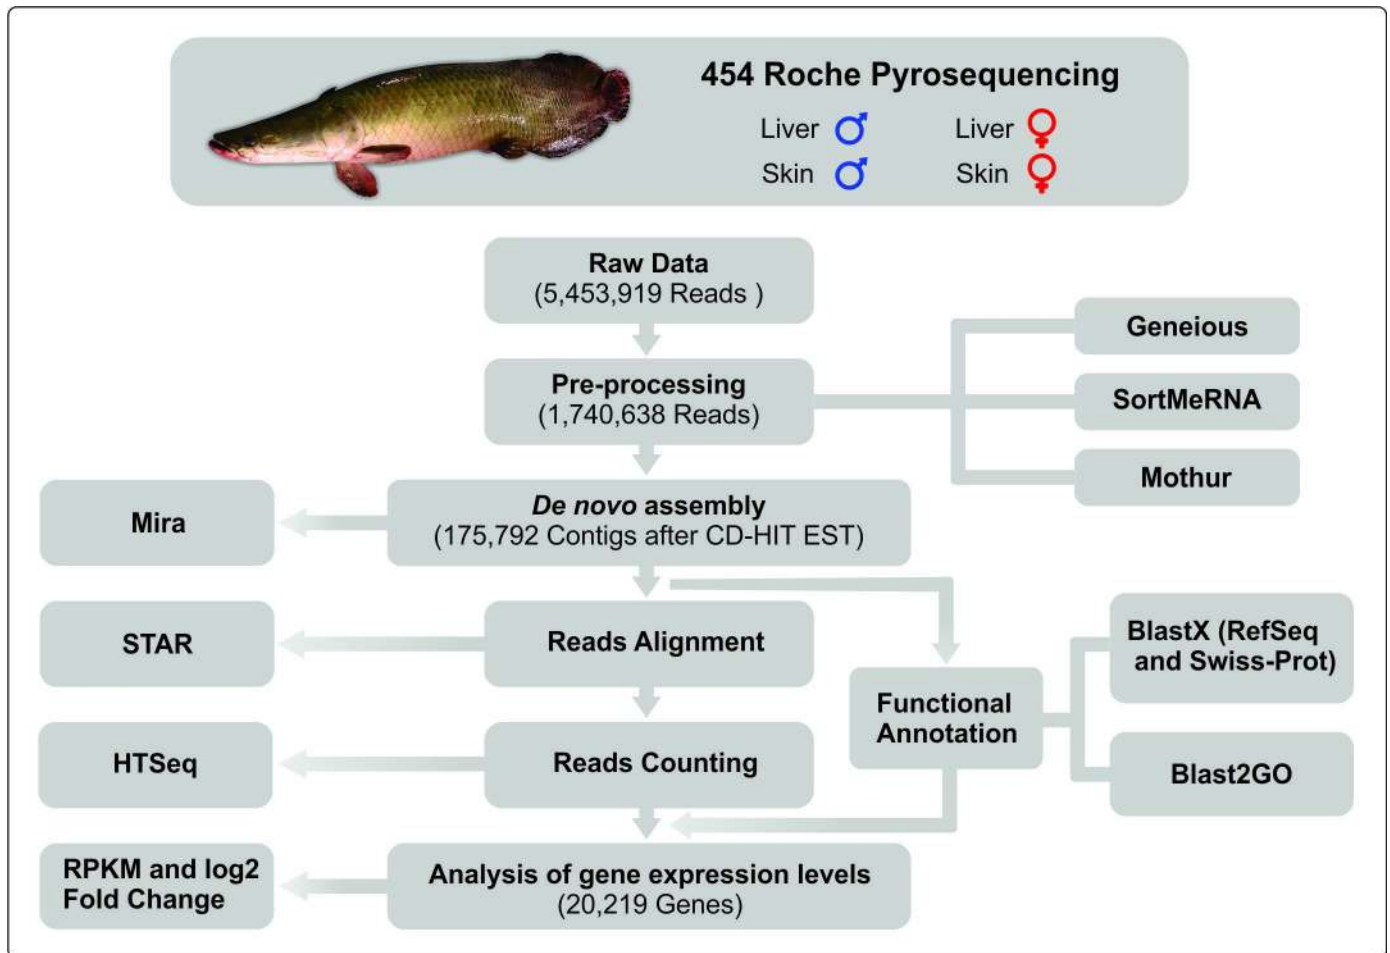 454 Roche Pyrosequencing
Liver ♂ Liver ♀
Skin ♂ Skin ♀
Raw Data
(5,453,919 Reads )
Pre-processing
(1,740,638 Reads)
Geneious
SortMeRNA
Mothur
De novo assembly
(175,792 Contigs after CD-HIT EST)
Mira
Reads Alignment
STAR
BlastX (RefSeq
and Swiss-Prot)
Functional
Annotation
Blast2GO
Reads Counting
HTSeq
Analysis of gene expression levels
(20,219 Genes)
RPKM and log2
Fold Change